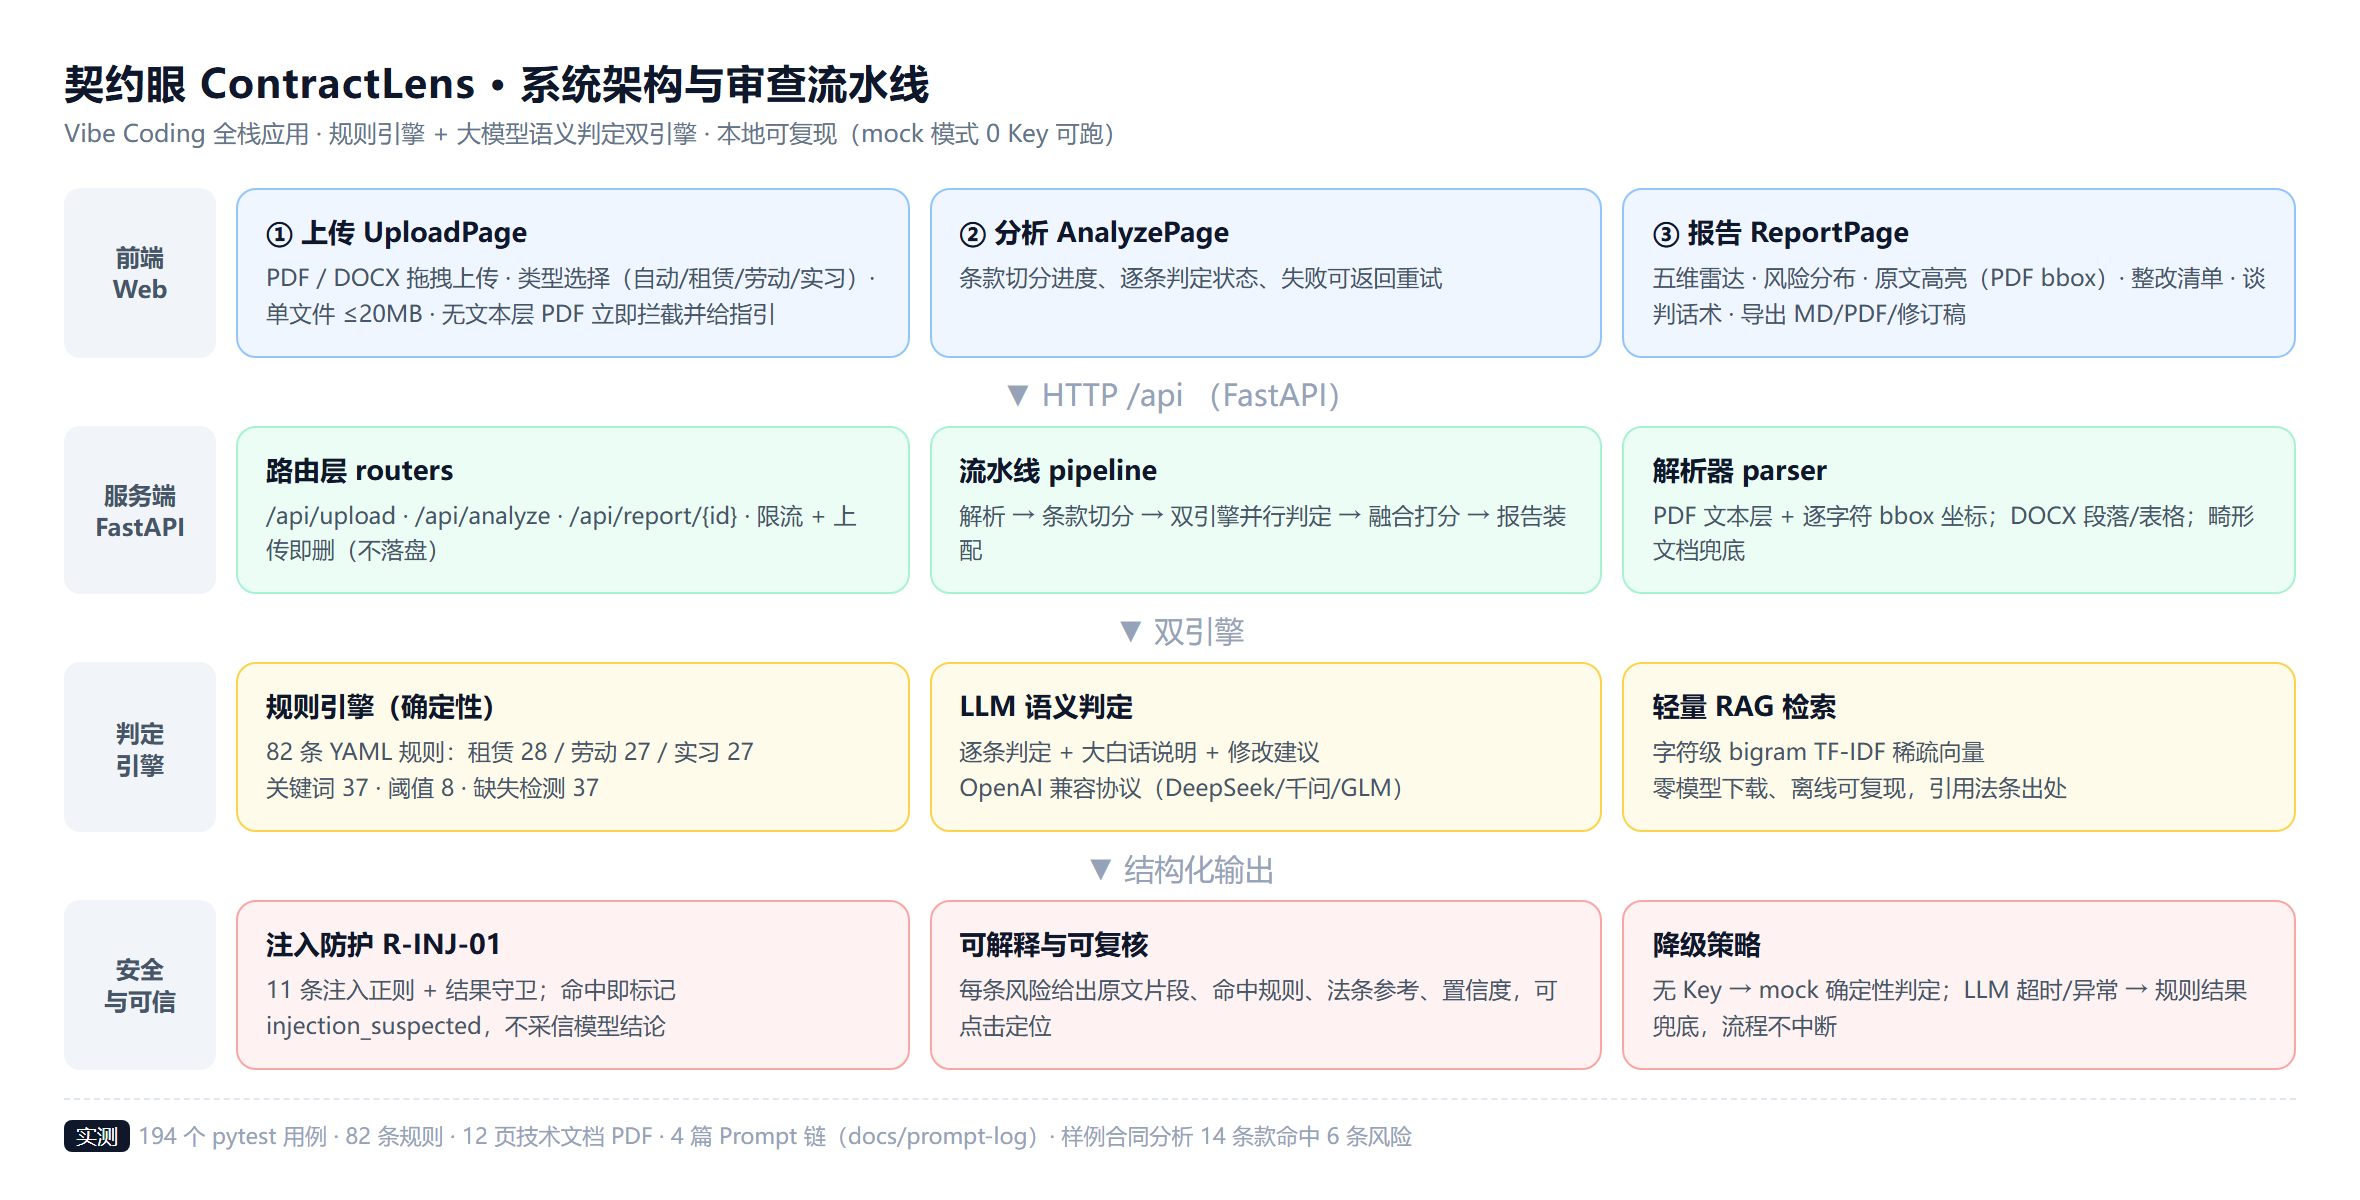 契约眼 ContractLens · 系统架构与审查流水线
Vibe Coding 全栈应用 · 规则引擎 + 大模型语义判定双引擎 · 本地可复现（mock 模式 0 Key 可跑）
前端
Web
① 上传 UploadPage
PDF / DOCX 拖拽上传 · 类型选择（自动/租赁/劳动/实习）·
单文件 ≤20MB · 无文本层 PDF 立即拦截并给指引
② 分析 AnalyzePage
条款切分进度、逐条判定状态、失败可返回重试
③ 报告 ReportPage
五维雷达 · 风险分布 · 原文高亮（PDF bbox）· 整改清单 · 谈
判话术 · 导出 MD/PDF/修订稿
▼ HTTP /api （FastAPI）
服务端
FastAPI
路由层 routers
/api/upload · /api/analyze · /api/report/{id} · 限流 + 上
传即删（不落盘）
流水线 pipeline
解析 → 条款切分 → 双引擎并行判定 → 融合打分 → 报告装
配
解析器 parser
PDF 文本层 + 逐字符 bbox 坐标；DOCX 段落/表格；畸形
文档兜底
▼ 双引擎
判定
引擎
规则引擎（确定性）
82 条 YAML 规则：租赁 28 / 劳动 27 / 实习 27
关键词 37 · 阈值 8 · 缺失检测 37
LLM 语义判定
逐条判定 + 大白话说明 + 修改建议
OpenAI 兼容协议（DeepSeek/千问/GLM）
轻量 RAG 检索
字符级 bigram TF-IDF 稀疏向量
零模型下载、离线可复现，引用法条出处
▼ 结构化输出
安全
与可信
注入防护 R-INJ-01
11 条注入正则 + 结果守卫；命中即标记
injection_suspected，不采信模型结论
可解释与可复核
每条风险给出原文片段、命中规则、法条参考、置信度，可
点击定位
降级策略
无 Key → mock 确定性判定；LLM 超时/异常 → 规则结果
兜底，流程不中断
实测 194 个 pytest 用例 · 82 条规则 · 12 页技术文档 PDF · 4 篇 Prompt 链（docs/prompt-log）· 样例合同分析 14 条款命中 6 条风险